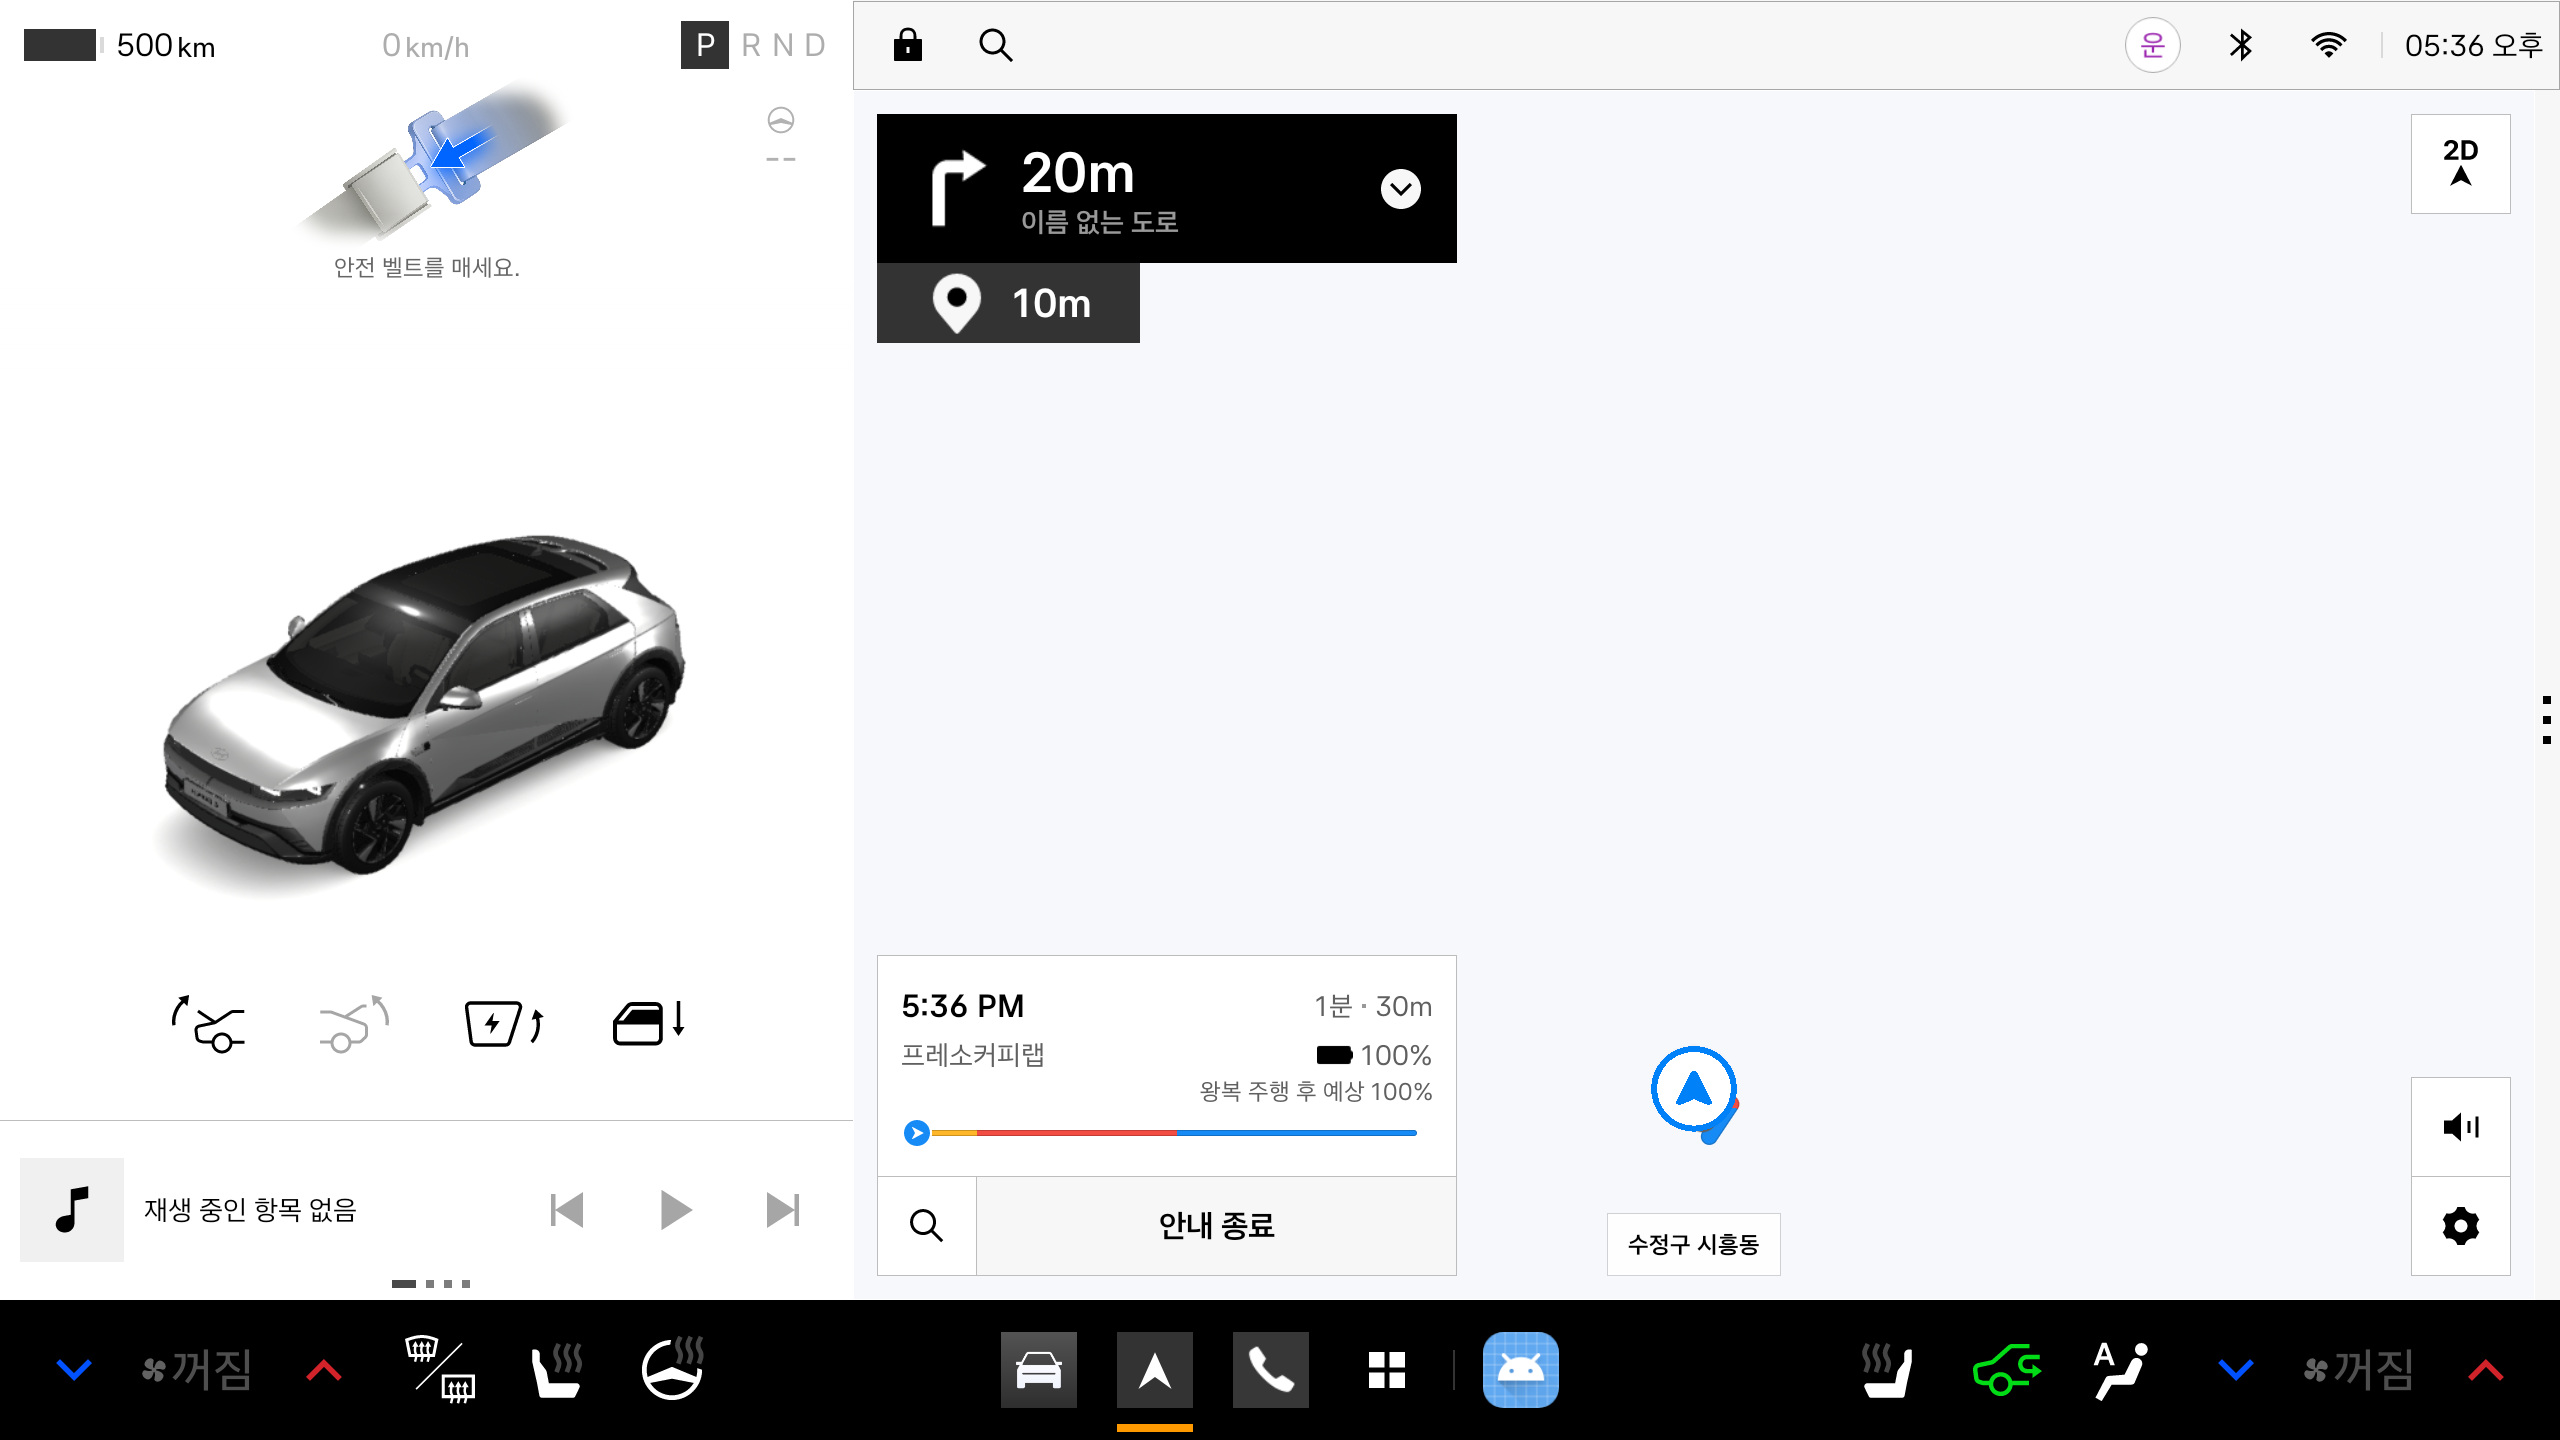 500 km
0 km/h
P R N D
05:36 오후
운
--
안전 벨트를 매세요.
20m
이름 없는 도로
10m
2D
5:36 PM
1분 · 30m
프레소커피랩
100%
왕복 주행 후 예상 100%
안내 종료
수정구 시흥동
재생 중인 항목 없음
꺼짐
A
꺼짐